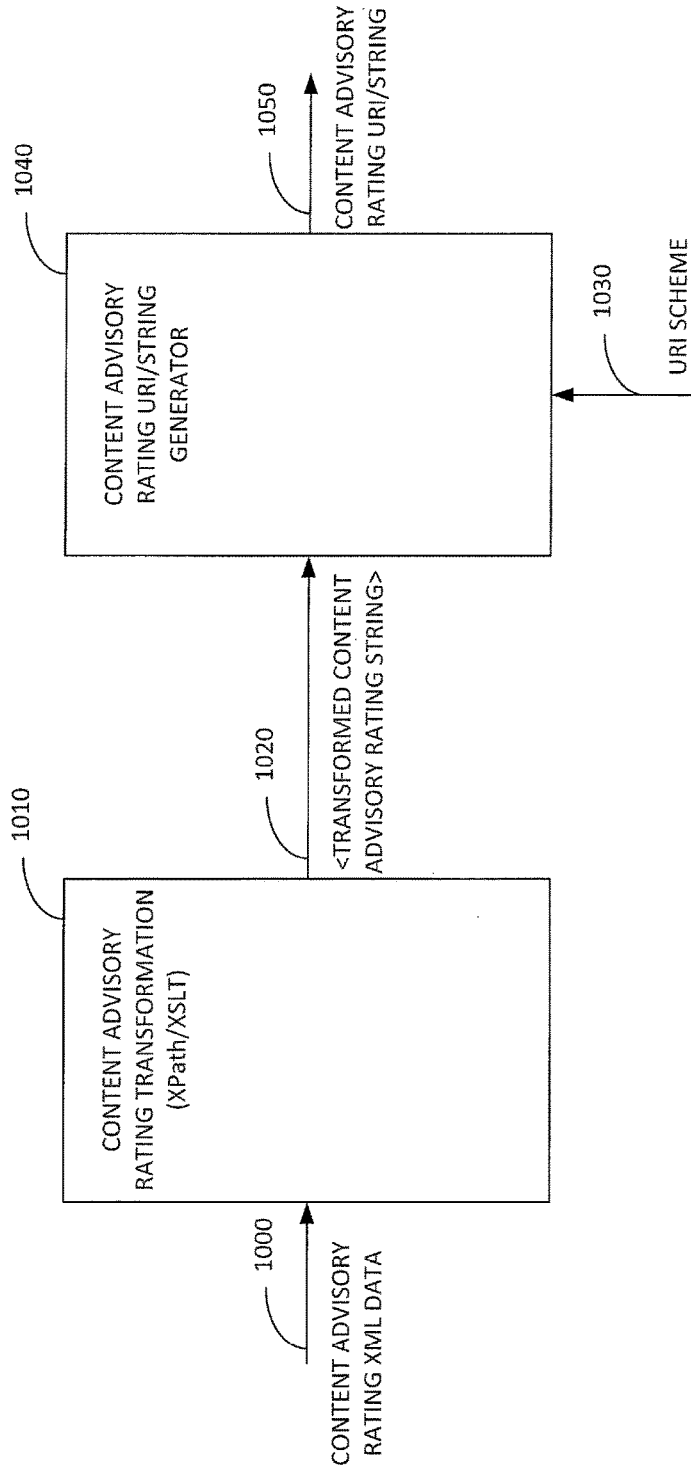 1000
CONTENT ADVISORY
RATING XML DATA
1010
CONTENT ADVISORY
RATING TRANSFORMATION
(XPath/XSLT)
1020
<TRANSFORMED CONTENT
ADVISORY RATING STRING>
1040
CONTENT ADVISORY
RATING URI/STRING
GENERATOR
1030
URI SCHEME
1050
CONTENT ADVISORY
RATING URI/STRING